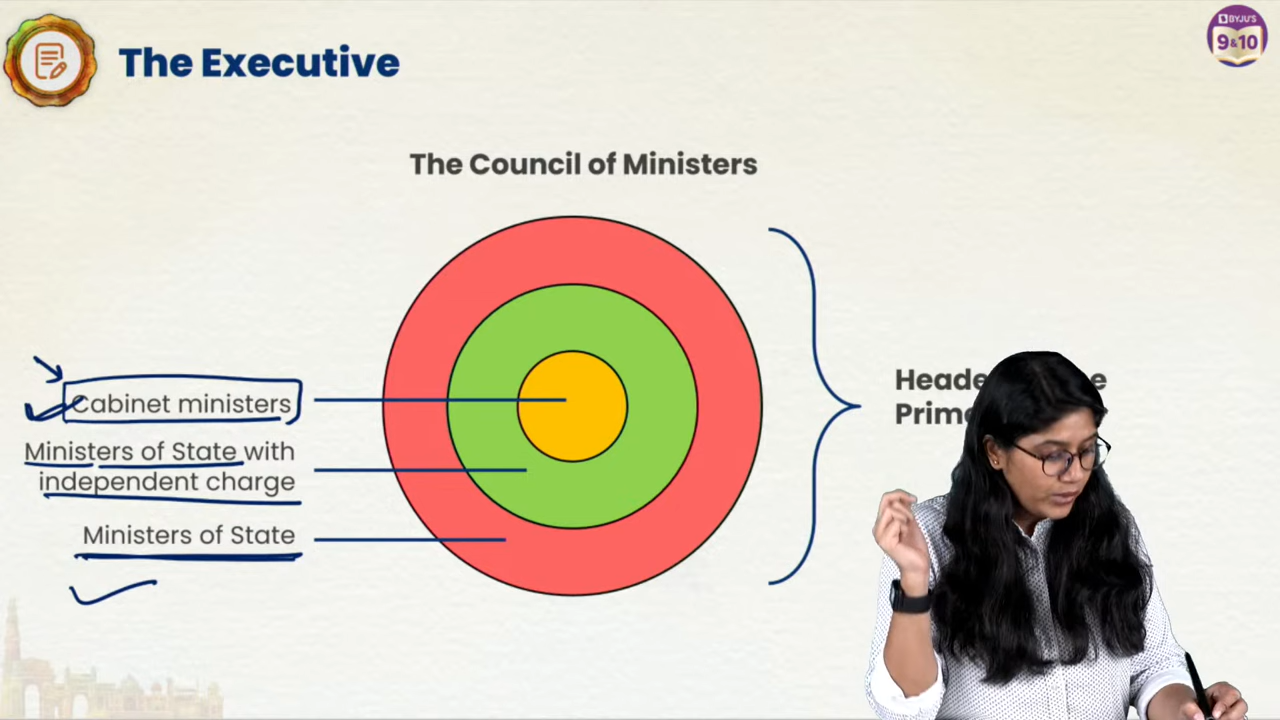 BYJU'S
9&10
The Executive
The Council of Ministers
Cabinet ministers
Ministers of State with
independent charge
Ministers of State